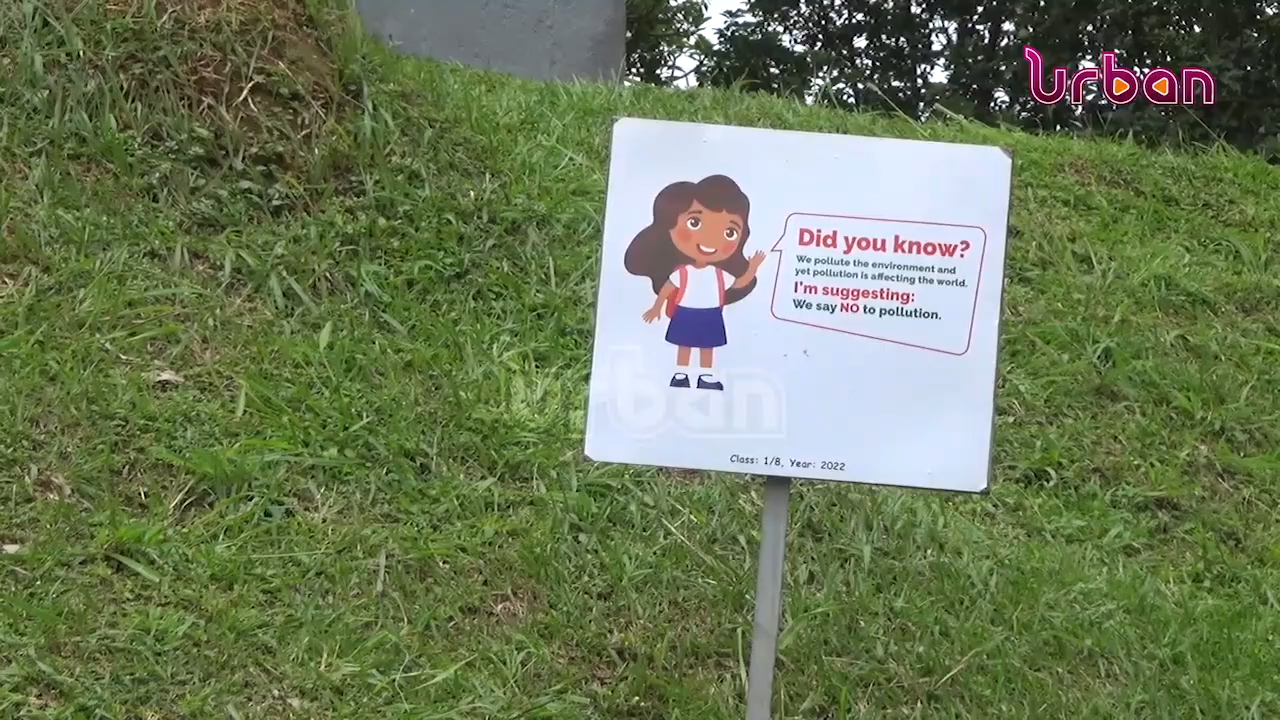 Urban
Did you know?
We pollute the environment and
yet pollution is affecting the world.
I'm suggesting:
We say NO to pollution.
urban
Class: 1/8, Year: 2022